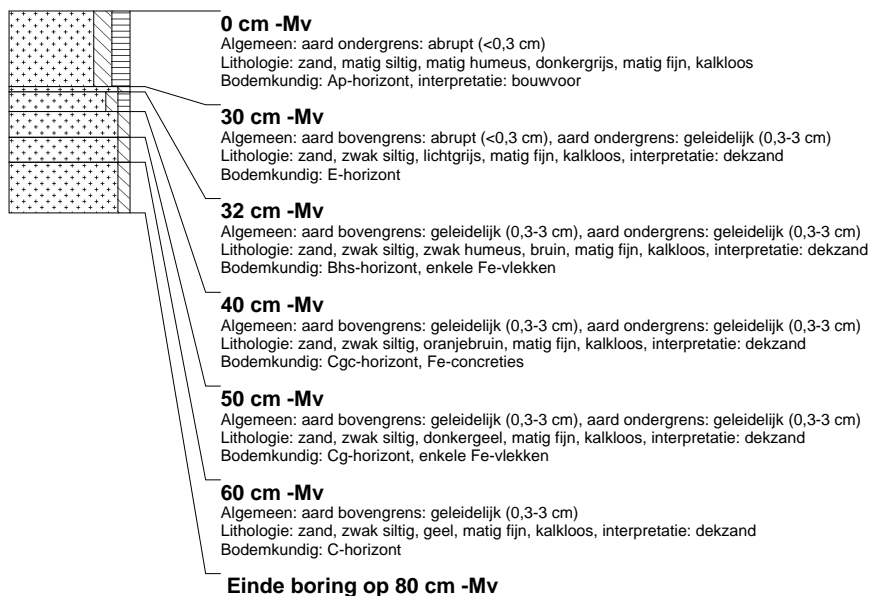 0 cm -Mv
Algemeen: aard ondergrens: abrupt (<0,3 cm)
Lithologie: zand, matig siltig, matig humeus, donkergrijs, matig fijn, kalkloos
Bodemkundig: Ap-horizont, interpretatie: bouwvoor
30 cm -Mv
Algemeen: aard bovengrens: abrupt (<0,3 cm), aard ondergrens: geleidelijk (0,3-3 cm)
Lithologie: zand, zwak siltig, lichtgrijs, matig fijn, kalkloos, interpretatie: dekzand
Bodemkundig: E-horizont
32 cm -Mv
Algemeen: aard bovengrens: geleidelijk (0,3-3 cm), aard ondergrens: geleidelijk (0,3-3 cm)
Lithologie: zand, zwak siltig, zwak humeus, bruin, matig fijn, kalkloos, interpretatie: dekzand
Bodemkundig: Bhs-horizont, enkele Fe-vlekken
40 cm -Mv
Algemeen: aard bovengrens: geleidelijk (0,3-3 cm), aard ondergrens: geleidelijk (0,3-3 cm)
Lithologie: zand, zwak siltig, oranjebruin, matig fijn, kalkloos, interpretatie: dekzand
Bodemkundig: Cgc-horizont, Fe-concreties
50 cm -Mv
Algemeen: aard bovengrens: geleidelijk (0,3-3 cm), aard ondergrens: geleidelijk (0,3-3 cm)
Lithologie: zand, zwak siltig, donkergeel, matig fijn, kalkloos, interpretatie: dekzand
Bodemkundig: Cg-horizont, enkele Fe-vlekken
60 cm -Mv
Algemeen: aard bovengrens: geleidelijk (0,3-3 cm)
Lithologie: zand, zwak siltig, geel, matig fijn, kalkloos, interpretatie: dekzand
Bodemkundig: C-horizont
Einde boring op 80 cm -Mv